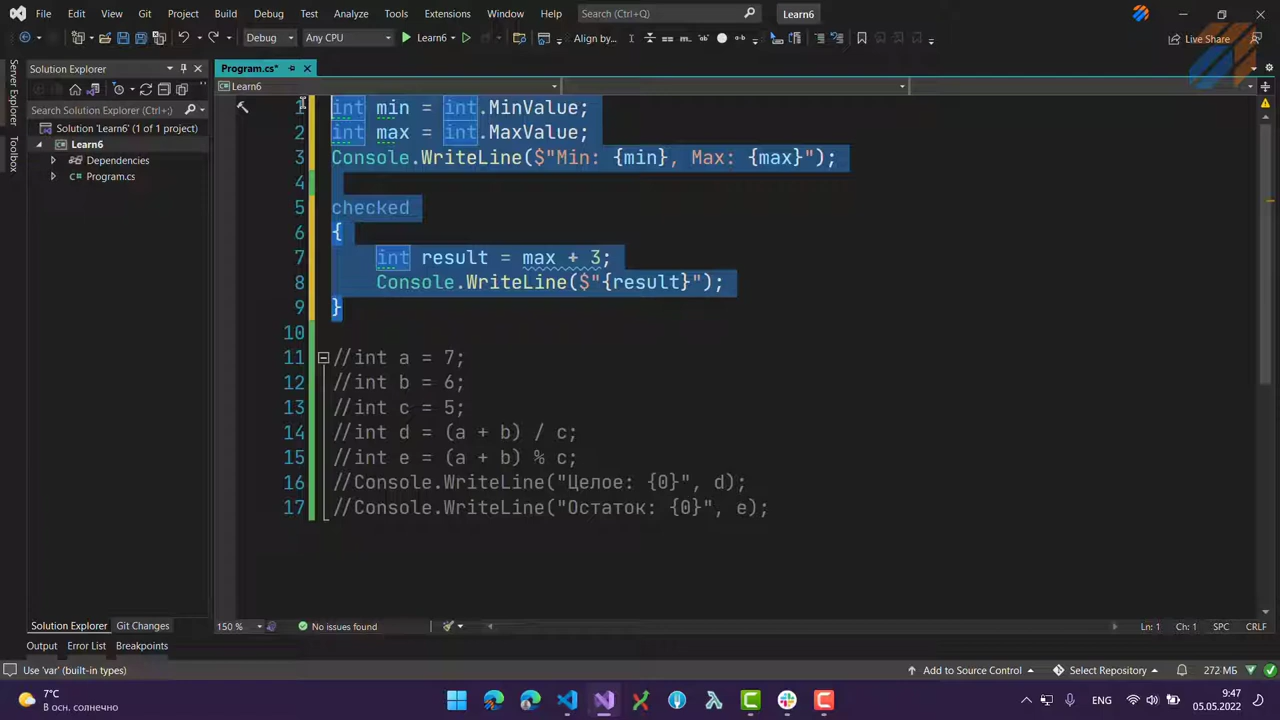 File Edit View Git Project Build Debug Test Analyze Tools Extensions Window Help Search (Ctrl+Q) Learn6
Debug Any CPU Learn6 Align by... Live Share
Server Explorer
Toolbox
Solution Explorer
Search Solution Explorer (Ctrl+;)
Solution 'Learn6' (1 of 1 project)
Learn6
Dependencies
Program.cs
Program.cs*
Learn6
1 int min = int.MinValue;
2 int max = int.MaxValue;
3 Console.WriteLine($"Min: {min}, Max: {max}");
4
5 checked
6 {
7 int result = max + 3;
8 Console.WriteLine($"{result}");
9 }
10
11 //int a = 7;
12 //int b = 6;
13 //int c = 5;
14 //int d = (a + b) / c;
15 //int e = (a + b) % c;
16 //Console.WriteLine("Целое: {0}", d);
17 //Console.WriteLine("Остаток: {0}", e);
Solution Explorer Git Changes
150 % No issues found Ln: 1 Ch: 1 SPC CRLF
Output Error List Breakpoints
Use 'var' (built-in types) Add to Source Control Select Repository 272 МБ
7°C
В осн. солнечно
ENG
9:47
05.05.2022